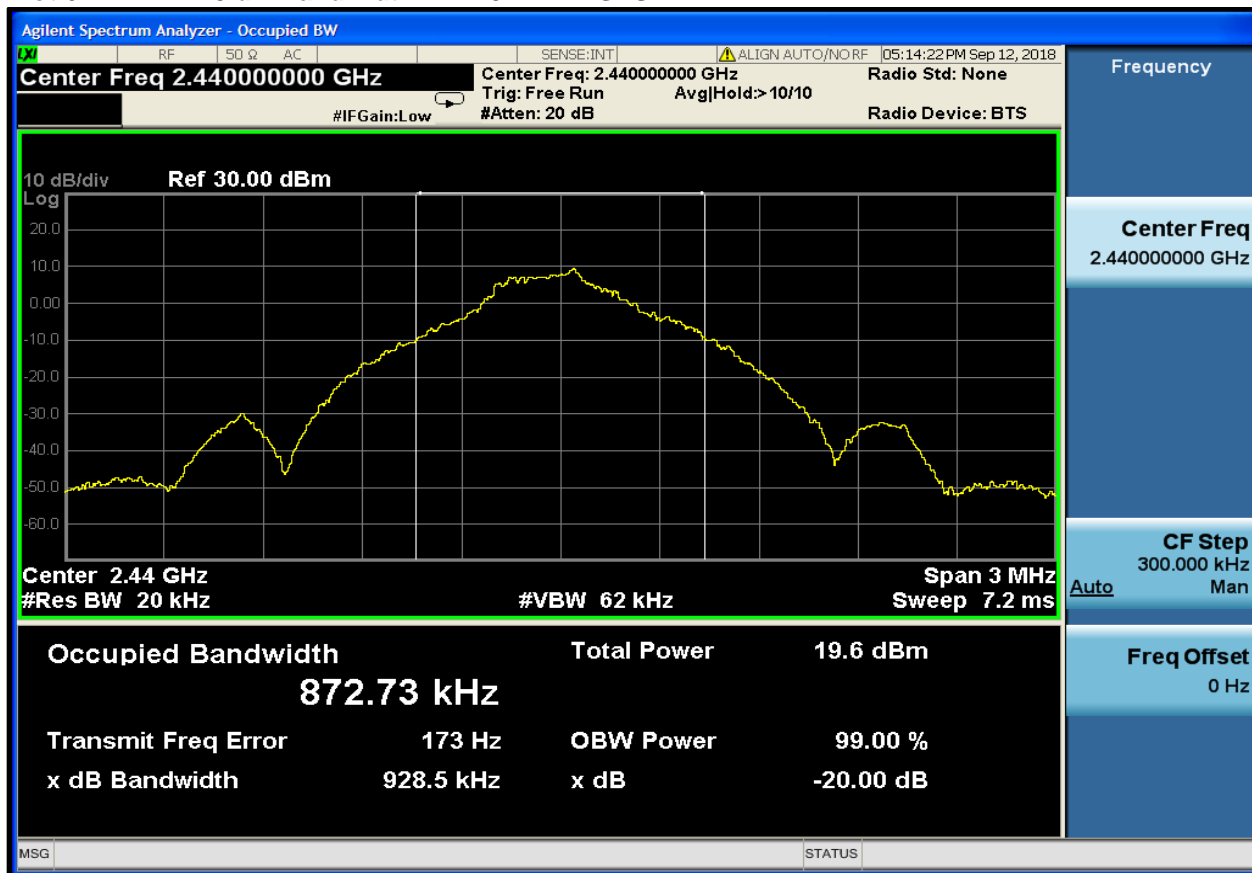 Agilent Spectrum Analyzer - Occupied BW
LXI RF 50 Ω AC SENSE:INT ALIGN AUTO/NO RF 05:14:22 PM Sep 12, 2018
Center Freq 2.440000000 GHz
Center Freq: 2.440000000 GHz Radio Std: None
Trig: Free Run Avg|Hold:> 10/10
#IFGain:Low #Atten: 20 dB Radio Device: BTS
10 dB/div Ref 30.00 dBm
Log
20.0
10.0
0.00
-10.0
-20.0
-30.0
-40.0
-50.0
-60.0
Center 2.44 GHz Span 3 MHz
#Res BW 20 kHz #VBW 62 kHz Sweep 7.2 ms
Occupied Bandwidth Total Power 19.6 dBm
872.73 kHz
Transmit Freq Error 173 Hz OBW Power 99.00 %
x dB Bandwidth 928.5 kHz x dB -20.00 dB
MSG STATUS
Frequency
Center Freq
2.440000000 GHz
CF Step
300.000 kHz
Auto Man
Freq Offset
0 Hz